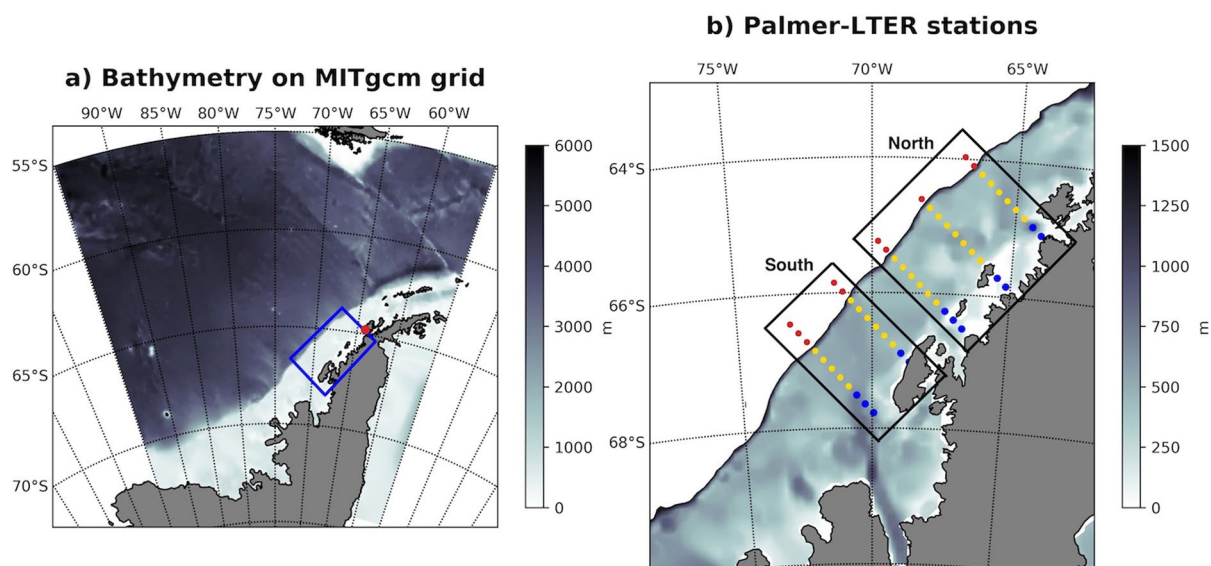 a) Bathymetry on MITgcm grid
90°W 85°W 80°W 75°W 70°W 65°W 60°W
55°S
60°S
65°S
70°S
6000
5000
4000
3000
2000
1000
0
m
b) Palmer-LTER stations
75°W 70°W 65°W
64°S
66°S
68°S
North
South
1500
1250
1000
750
500
250
0
m